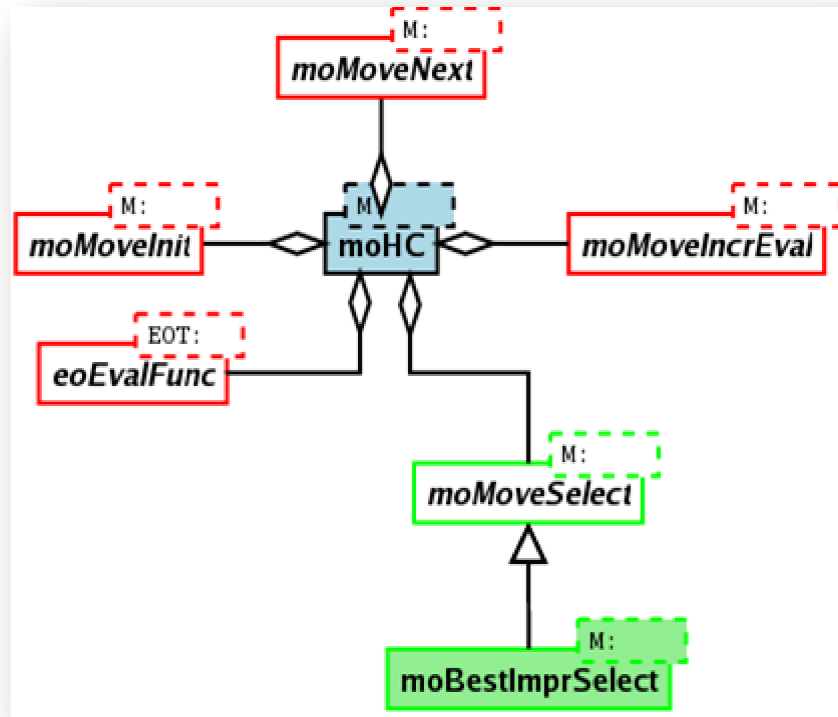 M:
moMoveNext
M:
moMoveInit
M:
moHC
M:
moMoveIncrEval
EOT:
eoEvalFunc
M:
moMoveSelect
M:
moBestImprSelect